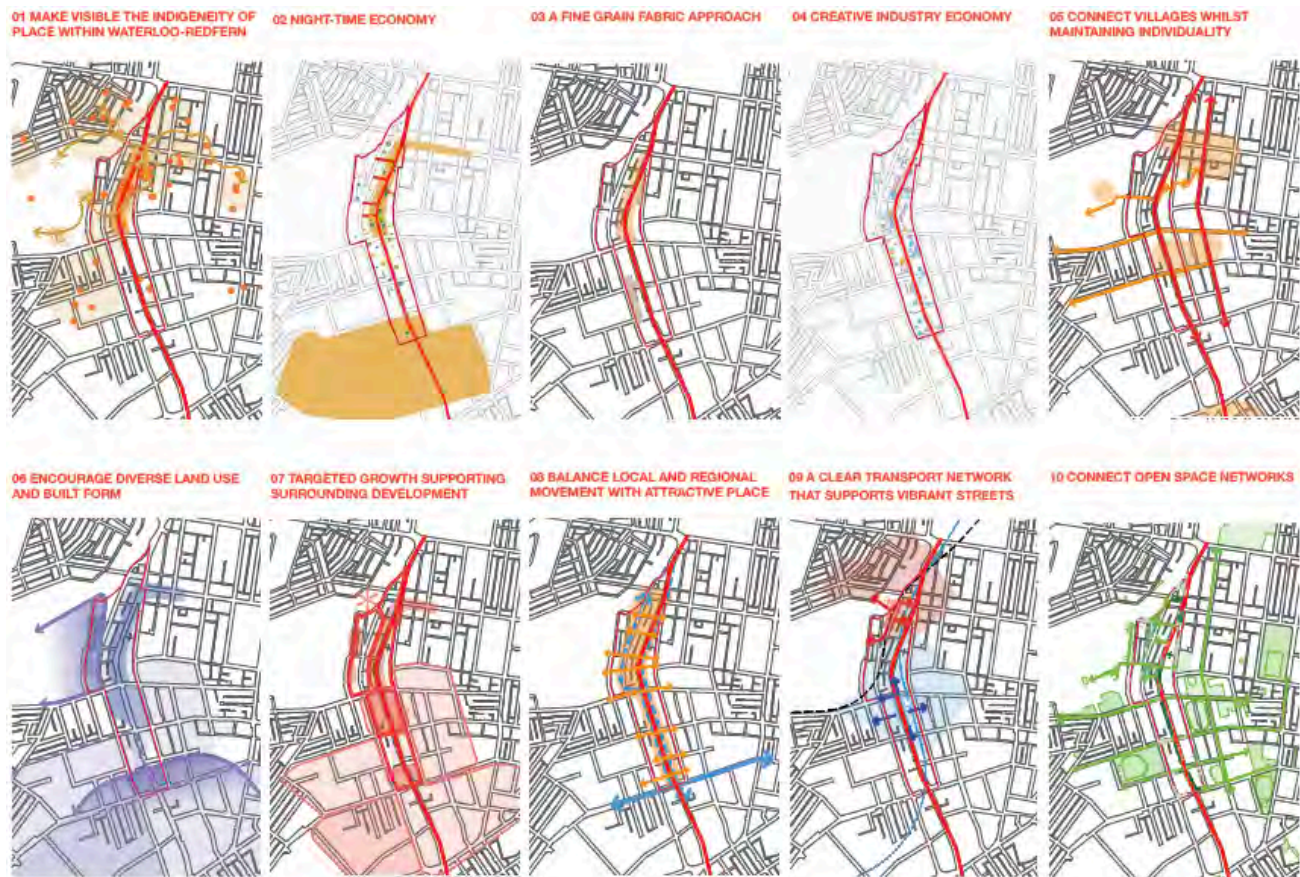 01 MAKE VISIBLE THE INDIGENEITY OF
PLACE WITHIN WATERLOO-REDFERN
02 NIGHT-TIME ECONOMY
03 A FINE GRAIN FABRIC APPROACH
04 CREATIVE INDUSTRY ECONOMY
05 CONNECT VILLAGES WHILST
MAINTAINING INDIVIDUALITY
06 ENCOURAGE DIVERSE LAND USE
AND BUILT FORM
07 TARGETED GROWTH SUPPORTING
SURROUNDING DEVELOPMENT
08 BALANCE LOCAL AND REGIONAL
MOVEMENT WITH ATTRACTIVE PLACE
09 A CLEAR TRANSPORT NETWORK
THAT SUPPORTS VIBRANT STREETS
10 CONNECT OPEN SPACE NETWORKS